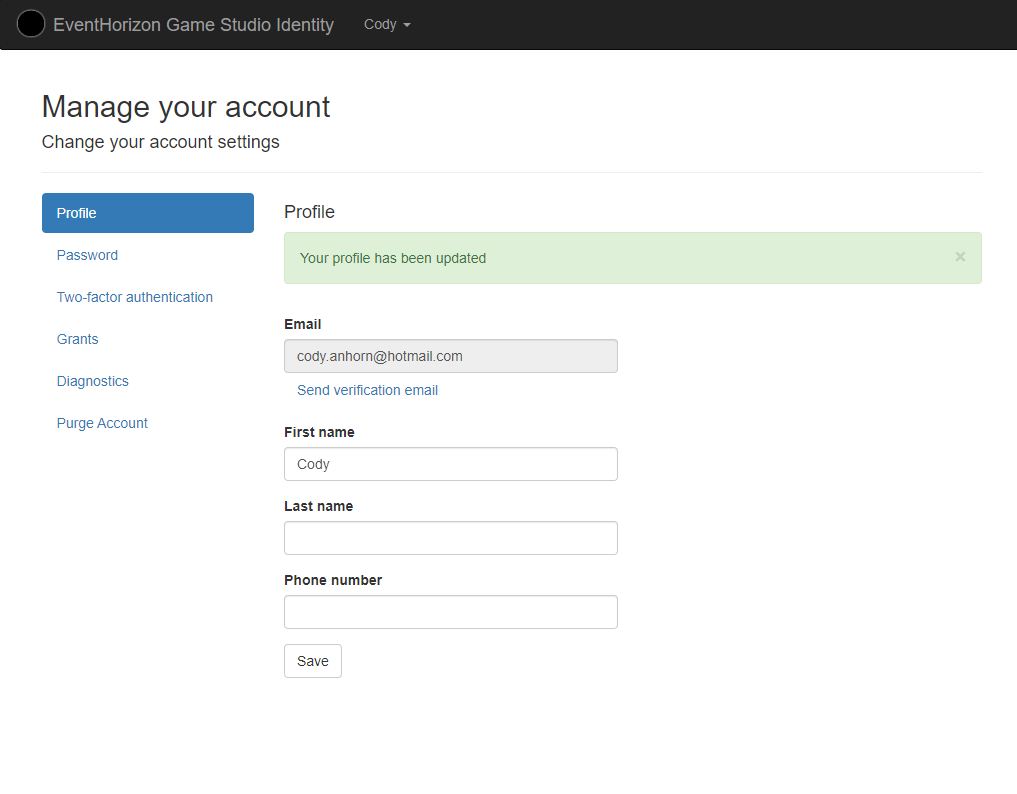 EventHorizon Game Studio Identity Cody
Manage your account
Change your account settings
Profile
Password
Two-factor authentication
Grants
Diagnostics
Purge Account
Profile
Your profile has been updated ×
Email
cody.anhorn@hotmail.com
Send verification email
First name
Cody
Last name
Phone number
Save